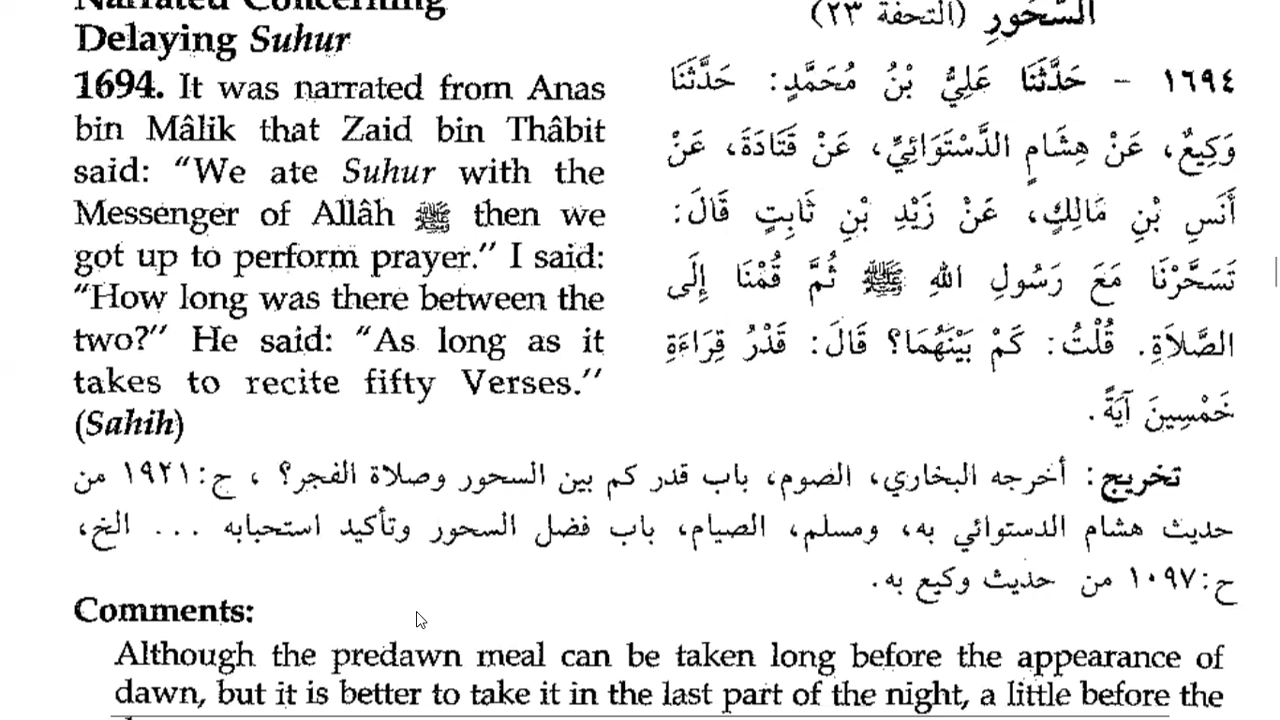 Narrated Concerning
Delaying Suhur
1694. It was narrated from Anas
bin Mâlik that Zaid bin Thâbit
said: “We ate Suhur with the
Messenger of Allâh ﷺ then we
got up to perform prayer.” I said:
“How long was there between the
two?” He said: “As long as it
takes to recite fifty Verses.”
(Sahih)
السَّحُورِ (التحفة ٢٣)
١٦٩٤ - حَدَّثَنَا عَلِيُّ بْنُ مُحَمَّدٍ: حَدَّثَنَا
وَكِيعٌ، عَنْ هِشَامٍ الدَّسْتَوَائِيِّ، عَنْ قَتَادَةَ، عَنْ
أَنَسِ بْنِ مَالِكٍ، عَنْ زَيْدِ بْنِ ثَابِتٍ قَالَ:
تَسَحَّرْنَا مَعَ رَسُولِ اللهِ ﷺ ثُمَّ قُمْنَا إِلَى
الصَّلاَةِ. قُلْتُ: كَمْ بَيْنَهُمَا؟ قَالَ: قَدْرُ قِرَاءَةِ
خَمْسِينَ آيَةً.
تخريج: أخرجه البخاري، الصوم، باب قدر كم بين السحور وصلاة الفجر؟ ، ح:١٩٢١ من
حديث هشام الدستوائي به، ومسلم، الصيام، باب فضل السحور وتأكيد استحبابه ... الخ،
ح:١٠٩٧ من حديث وكيع به.
Comments:
Although the predawn meal can be taken long before the appearance of
dawn, but it is better to take it in the last part of the night, a little before the